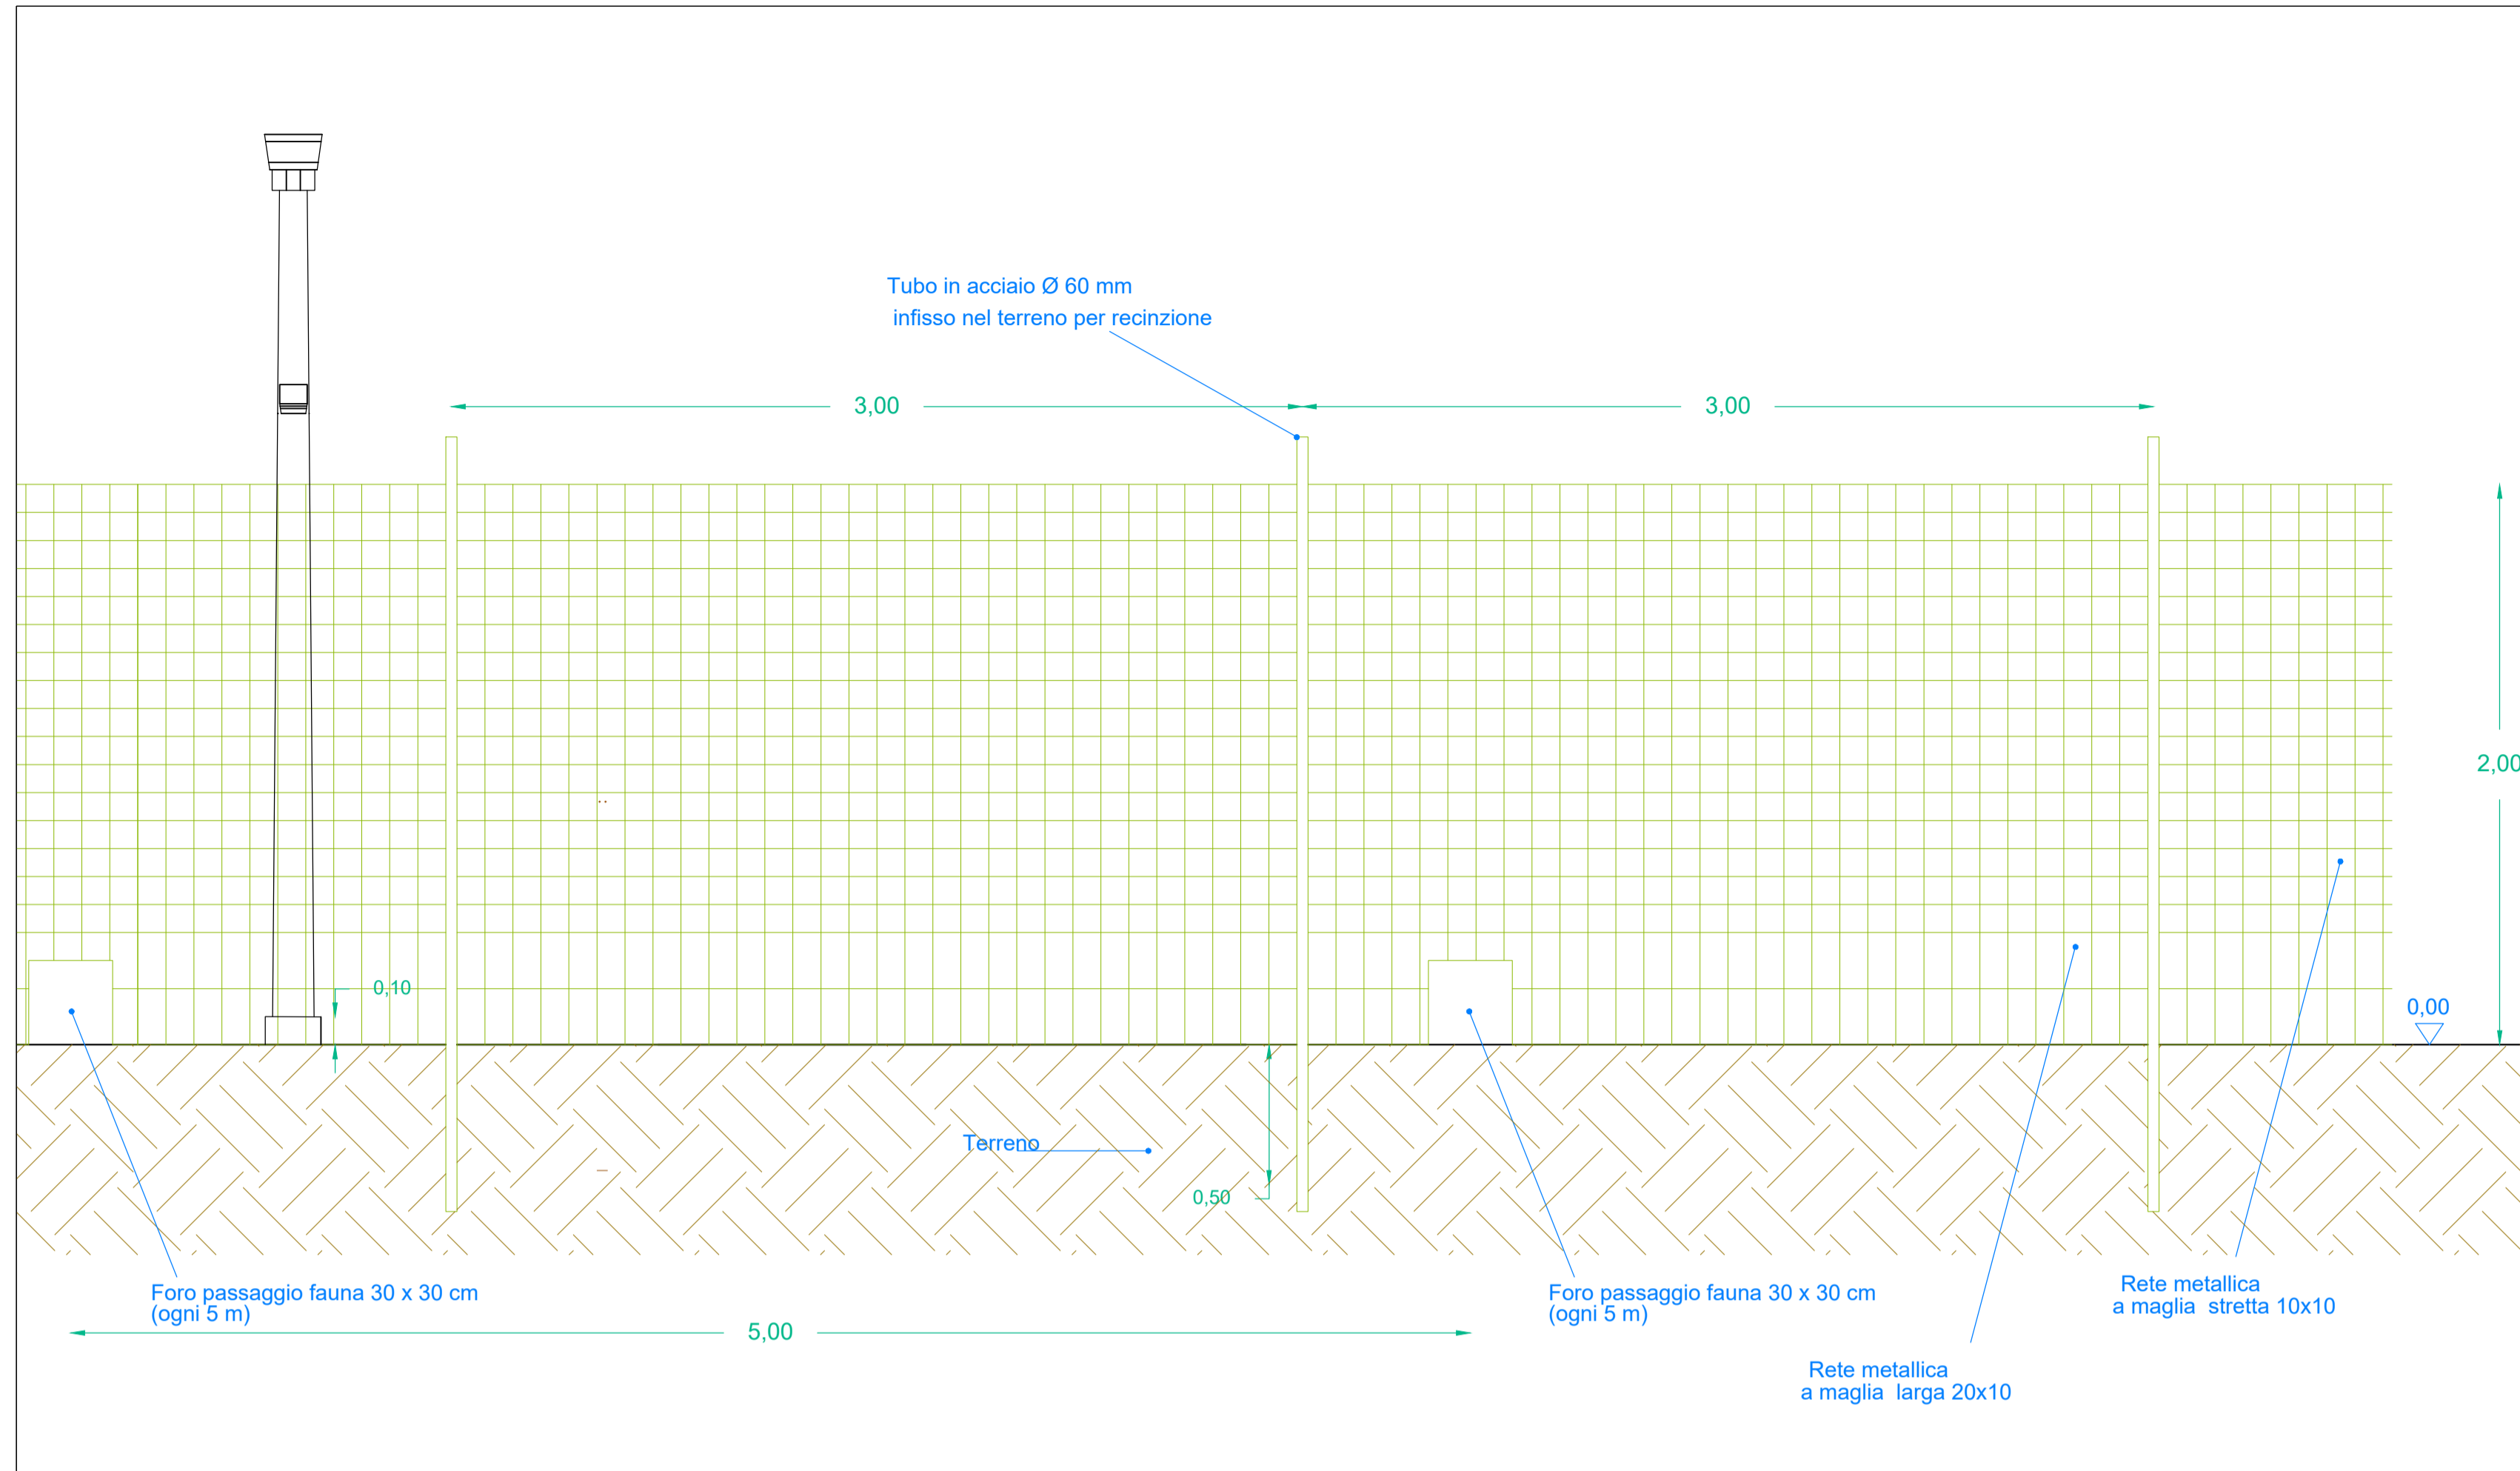 Tubo in acciaio Ø 60 mm
infisso nel terreno per recinzione
3,00
3,00
2,00
0,10
0,00
Terreno
0,50
Foro passaggio fauna 30 x 30 cm
(ogni 5 m)
Foro passaggio fauna 30 x 30 cm
(ogni 5 m)
Rete metallica
a maglia stretta 10x10
5,00
Rete metallica
a maglia larga 20x10